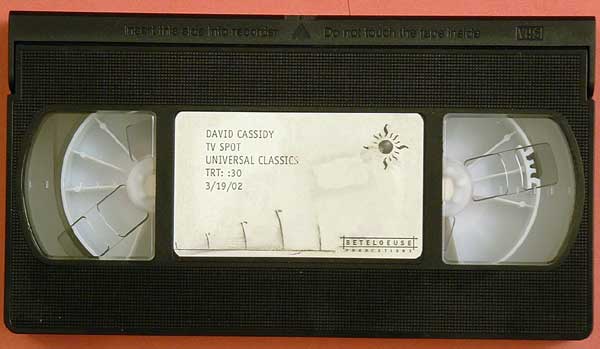 Insert this side into recorder Do not touch the tape inside VHS
DAVID CASSIDY
TV SPOT
UNIVERSAL CLASSICS
TRT: :30
3/19/02
BETELGEUSE
PRODUCTIONS